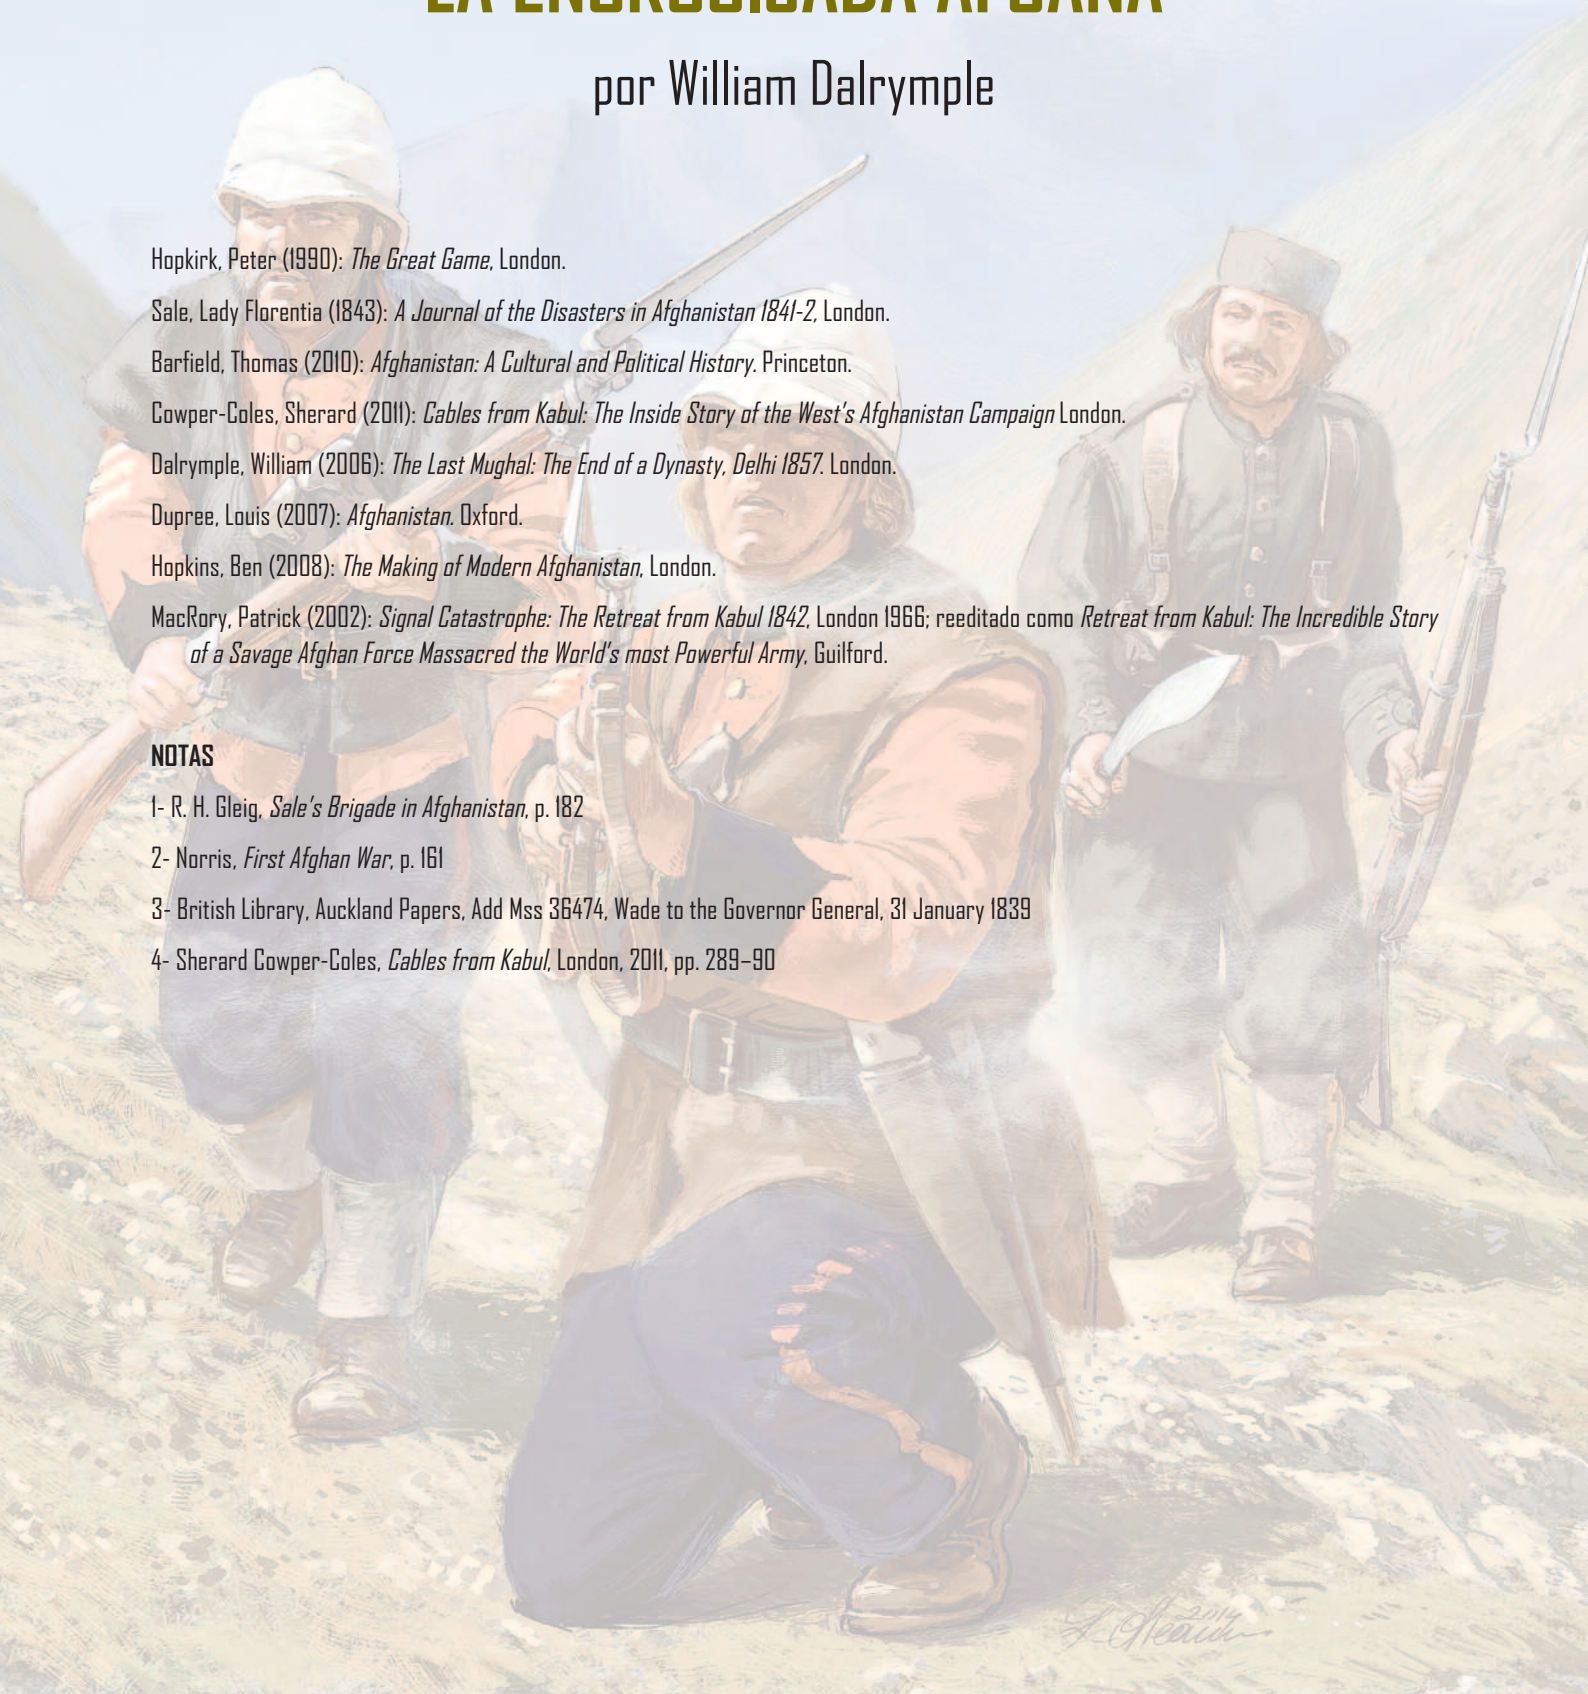 LA ENCRUCIJADA AFGANA
por William Dalrymple
Hopkirk, Peter (1990): The Great Game, London.
Sale, Lady Florentia (1843): A Journal of the Disasters in Afghanistan 1841-2, London.
Barfield, Thomas (2010): Afghanistan: A Cultural and Political History. Princeton.
Cowper-Coles, Sherard (2011): Cables from Kabul: The Inside Story of the West's Afghanistan Campaign London.
Dalrymple, William (2006): The Last Mughal: The End of a Dynasty, Delhi 1857. London.
Dupree, Louis (2007): Afghanistan. Oxford.
Hopkins, Ben (2008): The Making of Modern Afghanistan, London.
MacRory, Patrick (2002): Signal Catastrophe: The Retreat from Kabul 1842, London 1966; reeditado como Retreat from Kabul: The Incredible Story
of a Savage Afghan Force Massacred the World's most Powerful Army, Guilford.
NOTAS
1- R. H. Gleig, Sale's Brigade in Afghanistan, p. 182
2- Norris, First Afghan War, p. 161
3- British Library, Auckland Papers, Add Mss 36474, Wade to the Governor General, 31 January 1839
4- Sherard Cowper-Coles, Cables from Kabul, London, 2011, pp. 289–90
2014